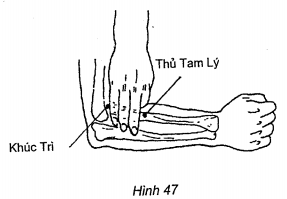 Thủ Tam Lý
Khúc Trì
Hình 47